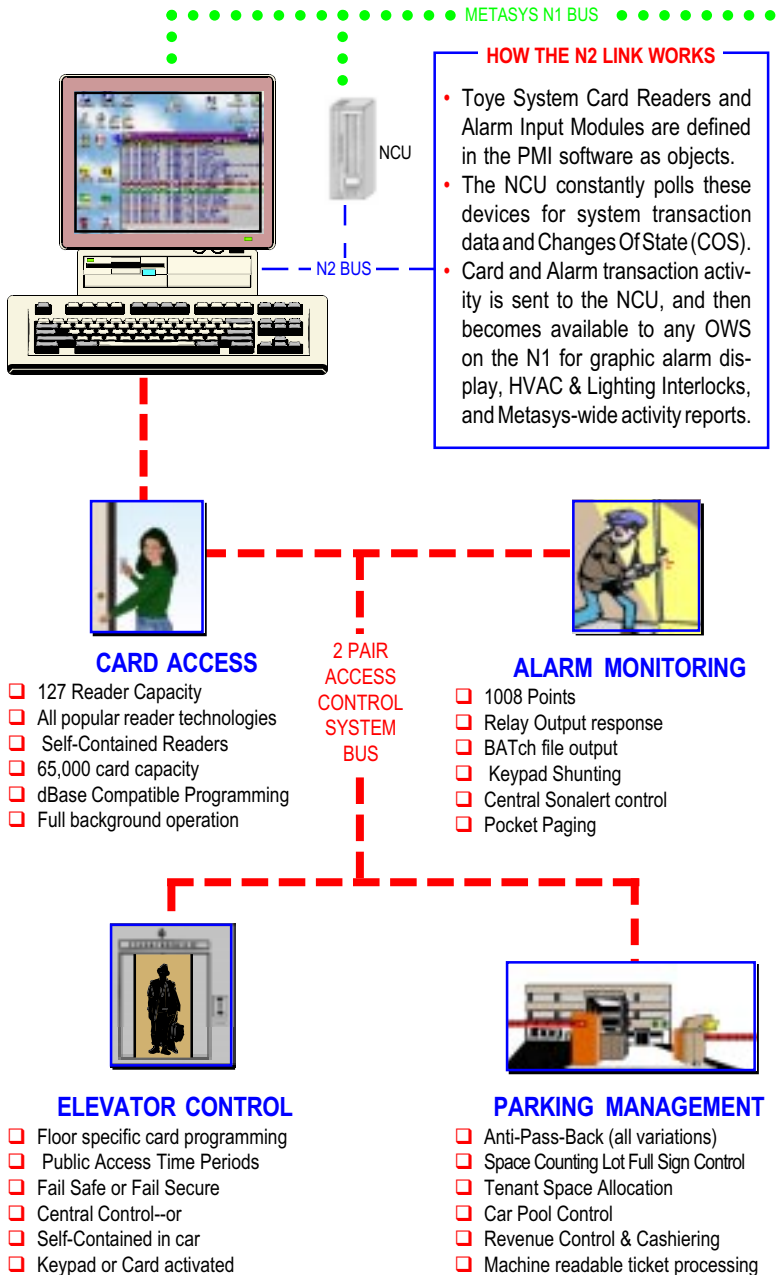 METASYS N1 BUS
HOW THE N2 LINK WORKS
• Toye System Card Readers and
Alarm Input Modules are defined
in the PMI software as objects.
• The NCU constantly polls these
devices for system transaction
data and Changes Of State (COS).
• Card and Alarm transaction activ-
ity is sent to the NCU, and then
becomes available to any OWS
on the N1 for graphic alarm dis-
play, HVAC & Lighting Interlocks,
and Metasys-wide activity reports.
NCU
N2 BUS
CARD ACCESS
❑ 127 Reader Capacity
❑ All popular reader technologies
❑ Self-Contained Readers
❑ 65,000 card capacity
❑ dBase Compatible Programming
❑ Full background operation
2 PAIR
ACCESS
CONTROL
SYSTEM
BUS
ALARM MONITORING
❑ 1008 Points
❑ Relay Output response
❑ BATch file output
❑ Keypad Shunting
❑ Central Sonalert control
❑ Pocket Paging
ELEVATOR CONTROL
❑ Floor specific card programming
❑ Public Access Time Periods
❑ Fail Safe or Fail Secure
❑ Central Control--or
❑ Self-Contained in car
❑ Keypad or Card activated
PARKING MANAGEMENT
❑ Anti-Pass-Back (all variations)
❑ Space Counting Lot Full Sign Control
❑ Tenant Space Allocation
❑ Car Pool Control
❑ Revenue Control & Cashiering
❑ Machine readable ticket processing